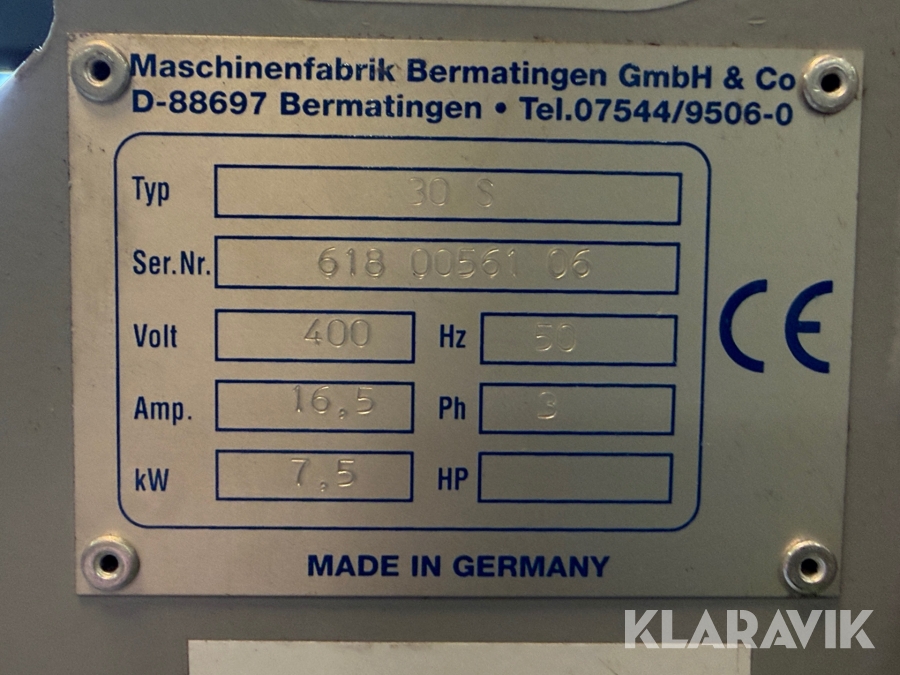 Maschinenfabrik Bermatingen GmbH & Co
D-88697 Bermatingen • Tel.07544/9506-0
Typ 30 S
Ser.Nr. 618 00561 06
Volt 400 Hz 50
Amp. 16,5 Ph 3
kW 7,5 HP
CE
MADE IN GERMANY
KLARAVIK